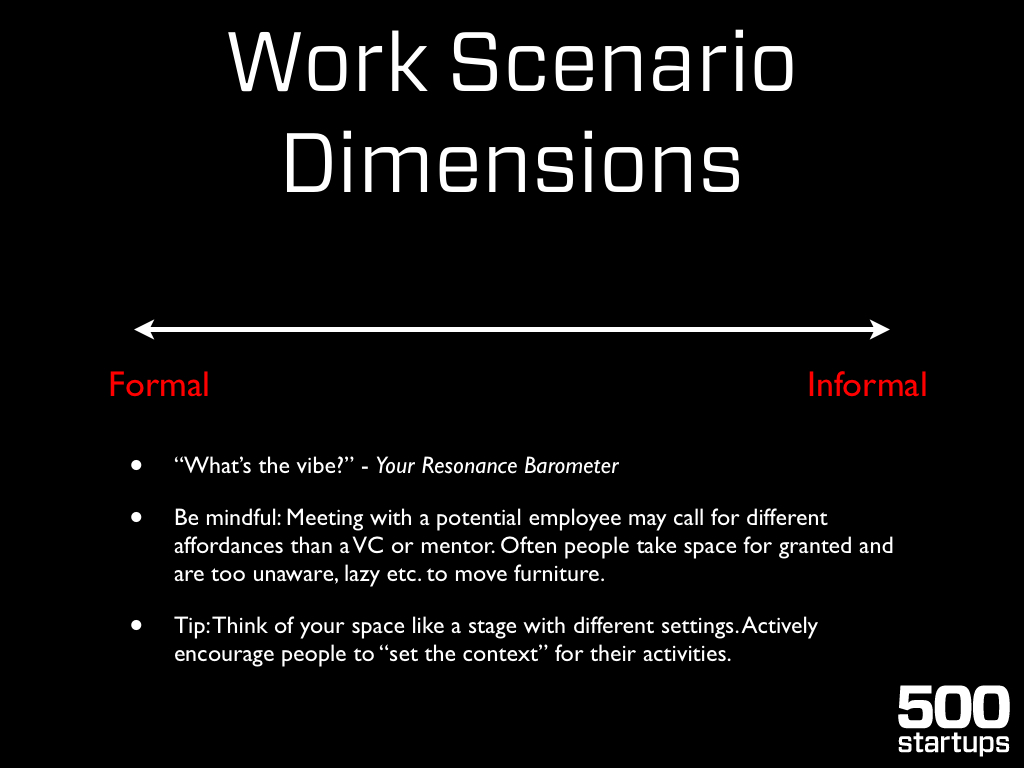 Work Scenario
Dimensions
Formal
Informal
• “What’s the vibe?” - Your Resonance Barometer
• Be mindful: Meeting with a potential employee may call for different
affordances than a VC or mentor. Often people take space for granted and
are too unaware, lazy etc. to move furniture.
• Tip: Think of your space like a stage with different settings. Actively
encourage people to “set the context” for their activities.
500
startups